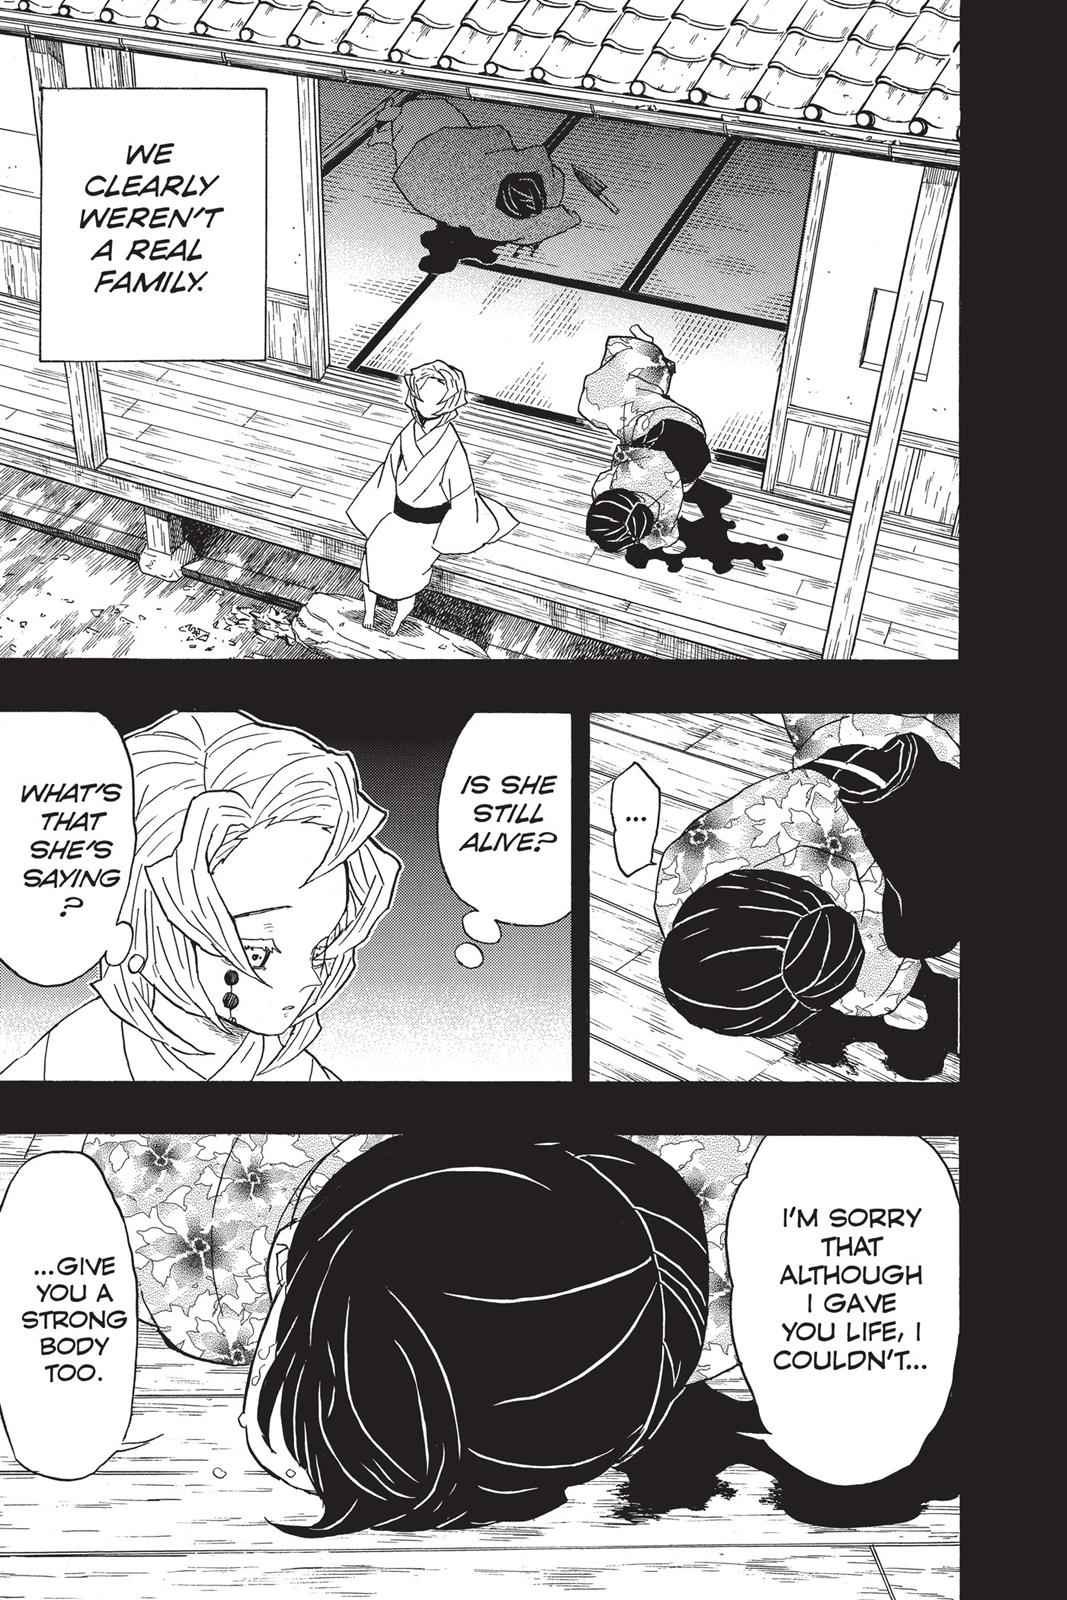 WE
CLEARLY
WEREN'T
A REAL
FAMILY.
...
IS SHE
STILL
ALIVE?
WHAT'S
THAT
SHE'S
SAYING
?
I'M SORRY
THAT
ALTHOUGH
I GAVE
YOU LIFE, I
COULDN'T...
...GIVE
YOU A
STRONG
BODY
TOO.